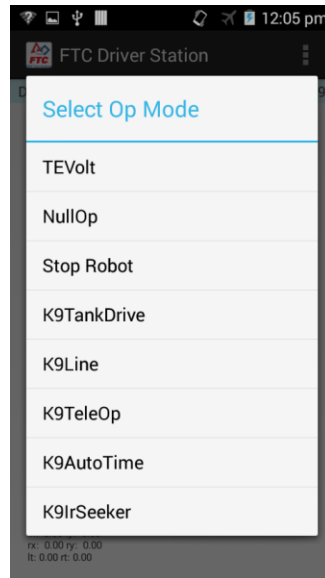 12:05 pm
FTC Driver Station
D
9
Select Op Mode
TEVolt
NullOp
Stop Robot
K9TankDrive
K9Line
K9TeleOp
K9AutoTime
K9IrSeeker
rx: 0.00 ry: 0.00
lt: 0.00 rt: 0.00